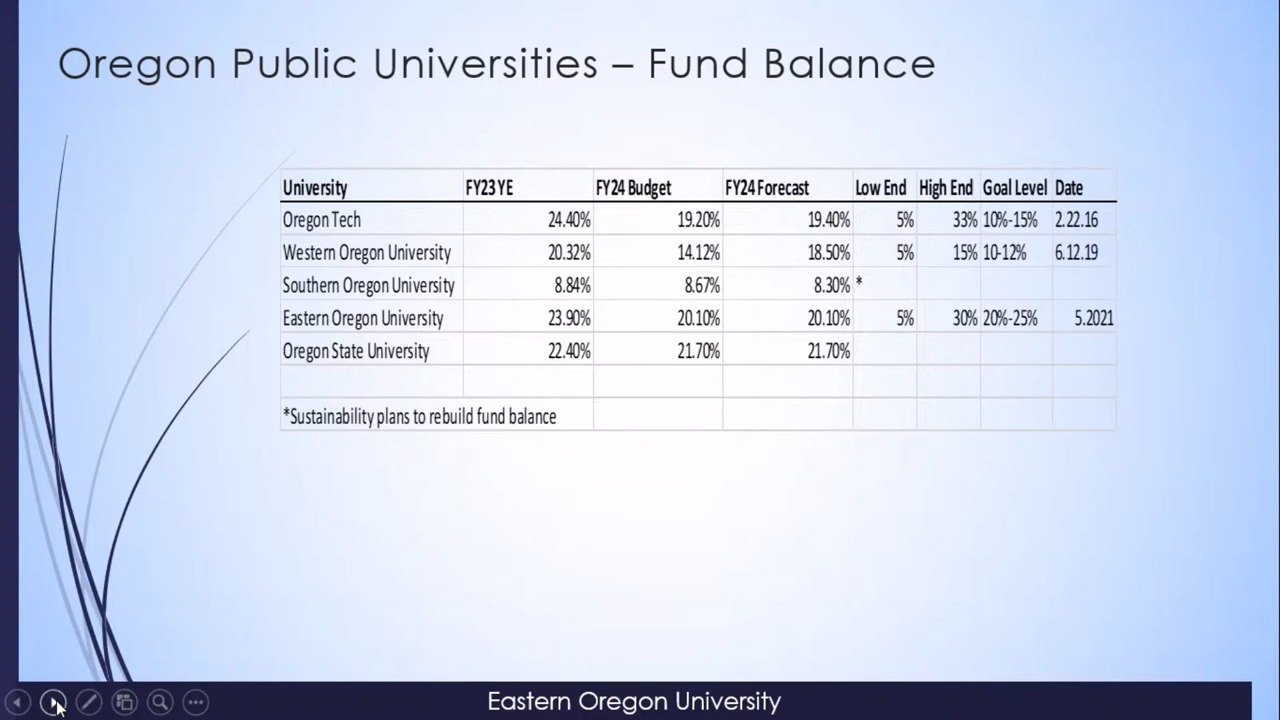 Oregon Public Universities – Fund Balance
University FY23 YE FY24 Budget FY24 Forecast Low End High End Goal Level Date
Oregon Tech 24.40% 19.20% 19.40% 5% 33% 10%-15% 2.22.16
Western Oregon University 20.32% 14.12% 18.50% 5% 15% 10-12% 6.12.19
Southern Oregon University 8.84% 8.67% 8.30% *
Eastern Oregon University 23.90% 20.10% 20.10% 5% 30% 20%-25% 5.2021
Oregon State University 22.40% 21.70% 21.70%
*Sustainability plans to rebuild fund balance
Eastern Oregon University